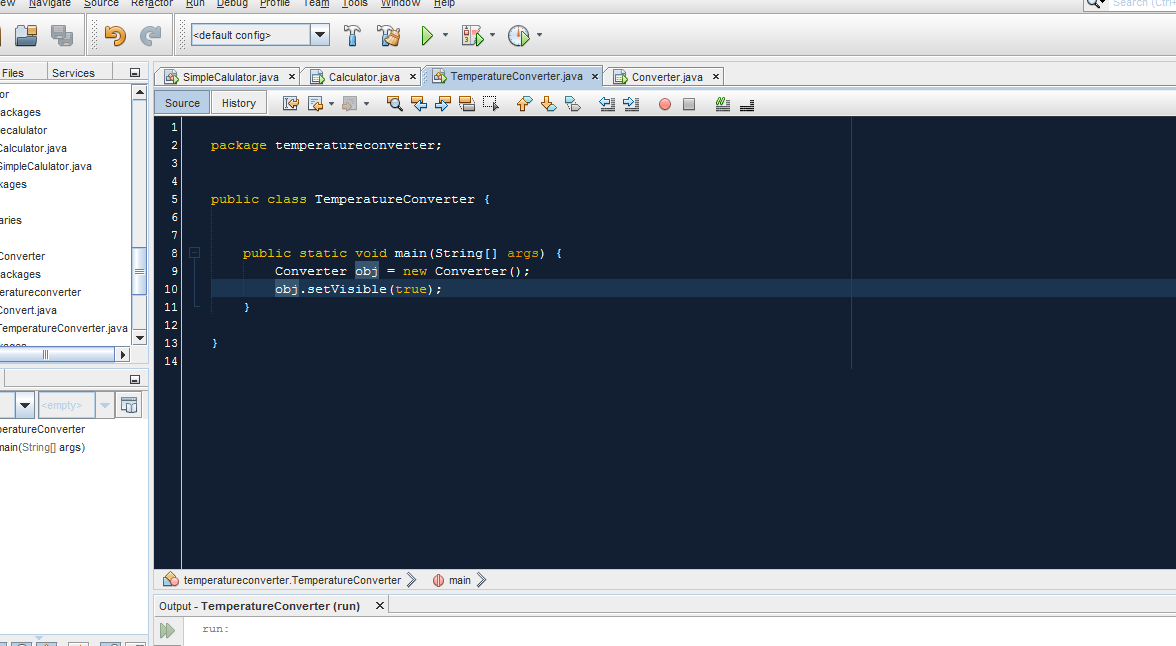 ew Navigate Source Refactor Run Debug Profile Team Tools Window Help
Search (Ctrl+
<default config>
Files Services
SimpleCalulator.java Calculator.java TemperatureConverter.java Converter.java
Source History
or
ackages
ecalulator
Calculator.java
SimpleCalulator.java
kages
aries
Converter
ackages
eratureconverter
Convert.java
TemperatureConverter.java
kages
<empty>
peratureConverter
main(String[] args)
1
2 package temperatureconverter;
3
4
5 public class TemperatureConverter {
6
7
8 public static void main(String[] args) {
9 Converter obj = new Converter();
10 obj.setVisible(true);
11 }
12
13 }
14
temperatureconverter.TemperatureConverter main
Output - TemperatureConverter (run)
run: